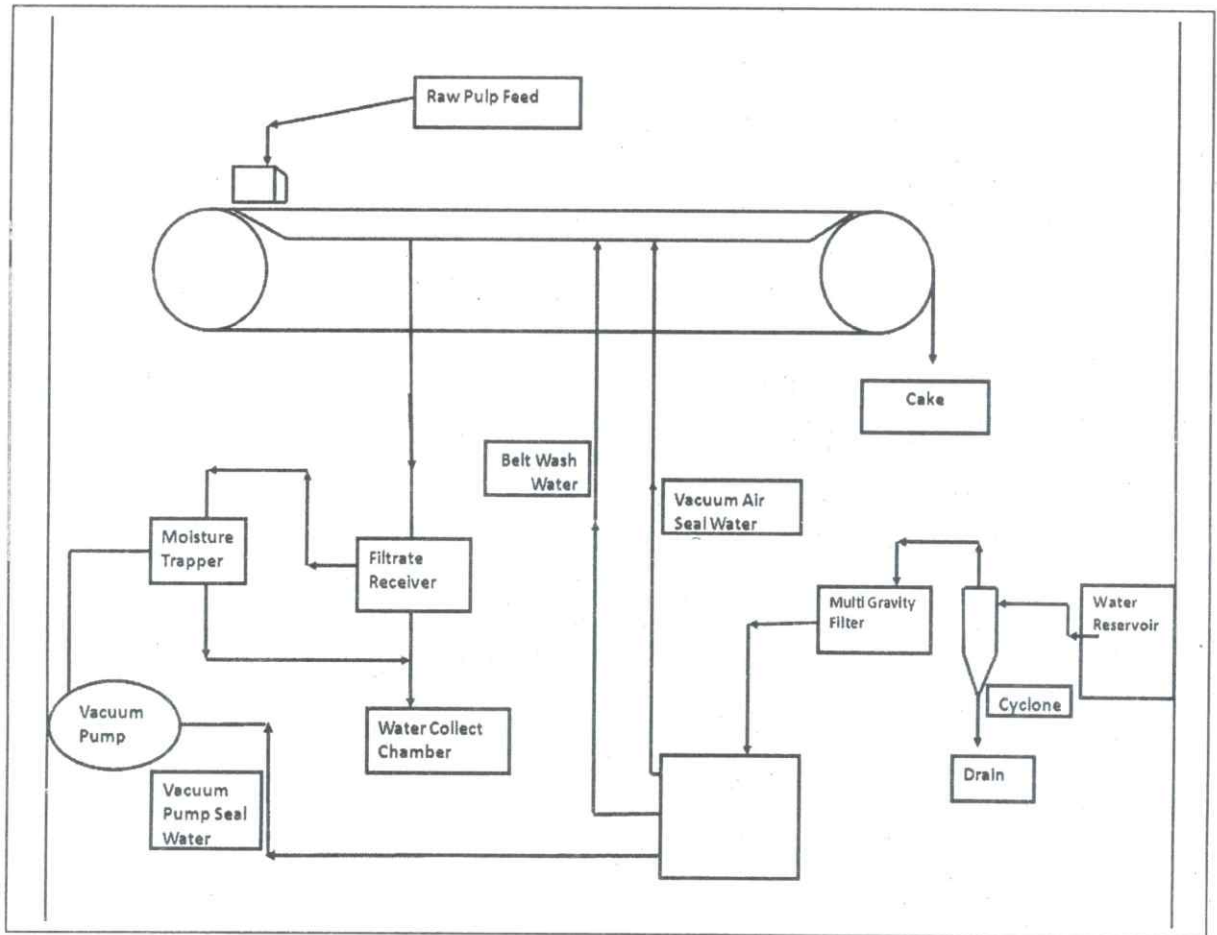 Raw Pulp Feed
Cake
Belt Wash
Water
Vacuum Air
Seal Water
Moisture
Trapper
Filtrate
Receiver
Multi Gravity
Filter
Water
Reservoir
Cyclone
Vacuum
Pump
Water Collect
Chamber
Drain
Vacuum
Pump Seal
Water